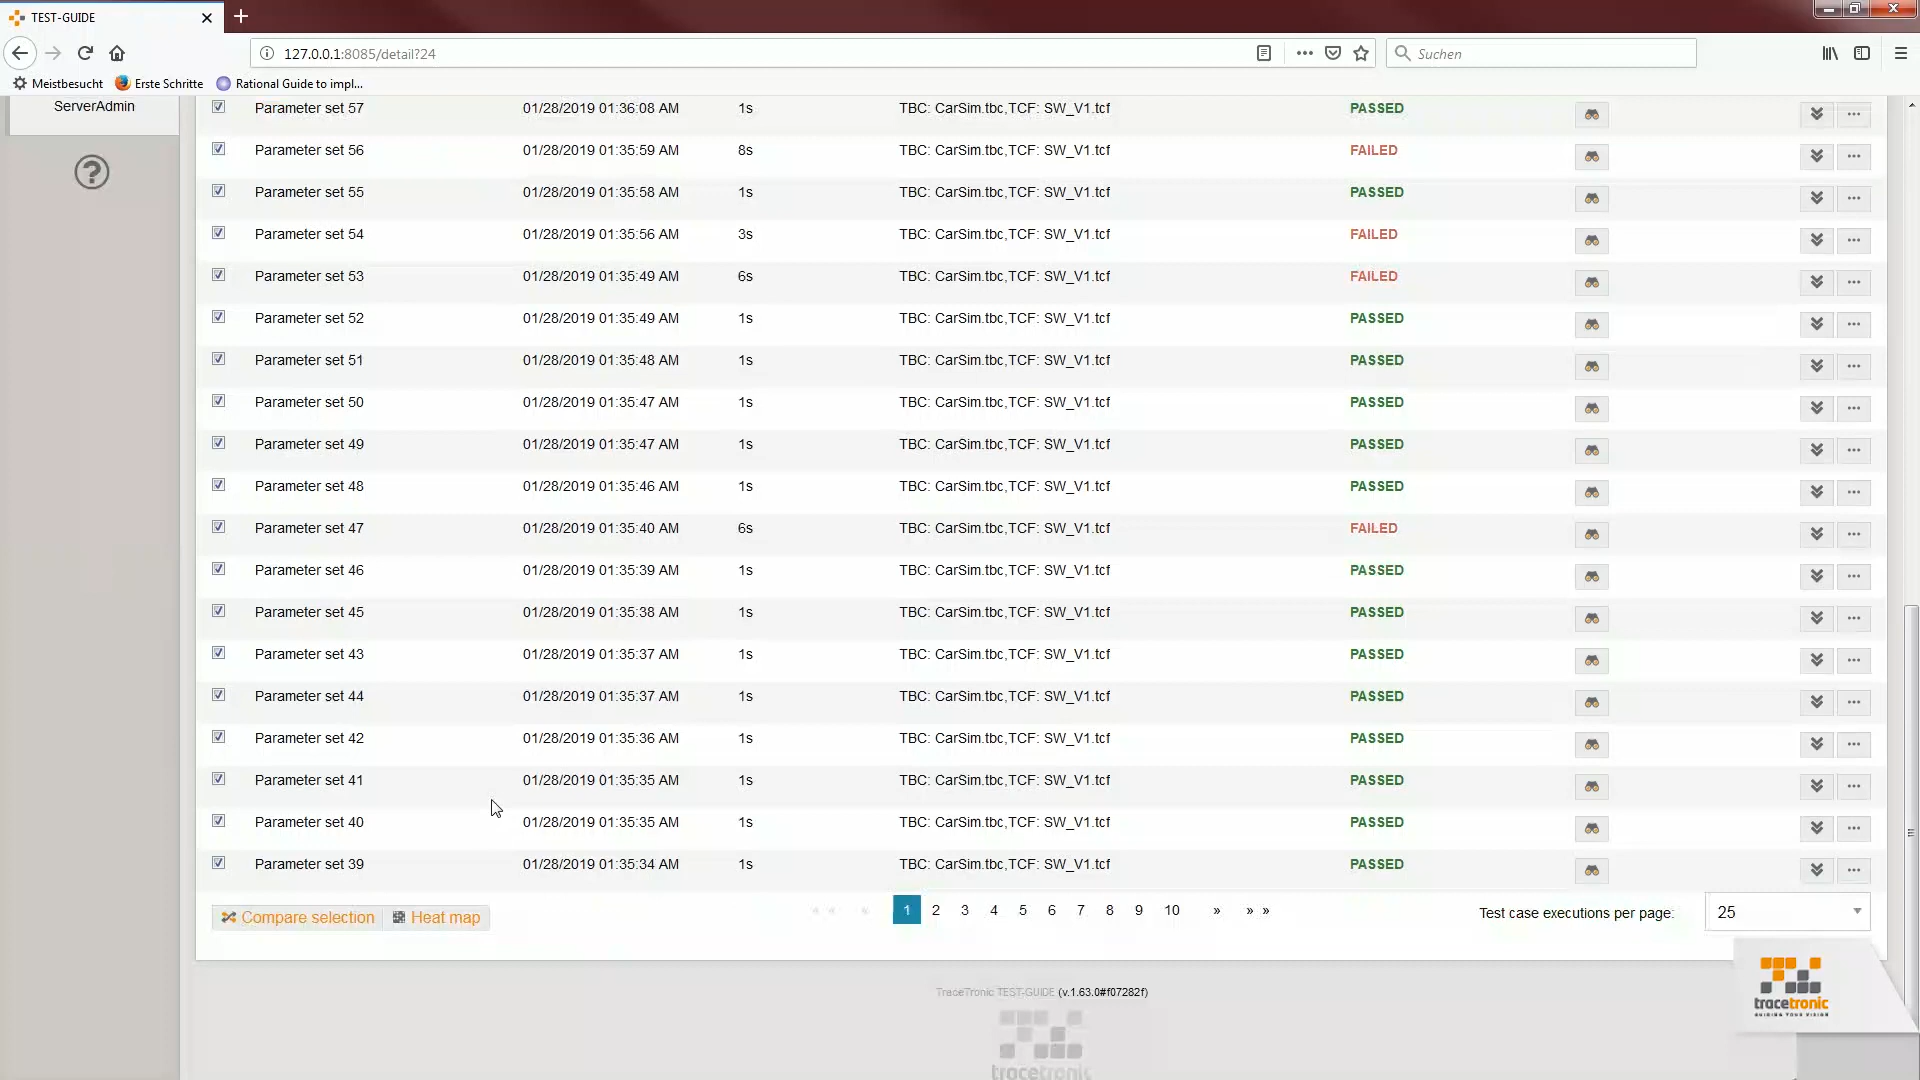 TEST-GUIDE
127.0.0.1:8085/detail?24
Suchen
Meistbesucht Erste Schritte Rational Guide to impl...
ServerAdmin
Parameter set 57 01/28/2019 01:36:08 AM 1s TBC: CarSim.tbc,TCF: SW_V1.tcf PASSED
Parameter set 56 01/28/2019 01:35:59 AM 8s TBC: CarSim.tbc,TCF: SW_V1.tcf FAILED
Parameter set 55 01/28/2019 01:35:58 AM 1s TBC: CarSim.tbc,TCF: SW_V1.tcf PASSED
Parameter set 54 01/28/2019 01:35:56 AM 3s TBC: CarSim.tbc,TCF: SW_V1.tcf FAILED
Parameter set 53 01/28/2019 01:35:49 AM 6s TBC: CarSim.tbc,TCF: SW_V1.tcf FAILED
Parameter set 52 01/28/2019 01:35:49 AM 1s TBC: CarSim.tbc,TCF: SW_V1.tcf PASSED
Parameter set 51 01/28/2019 01:35:48 AM 1s TBC: CarSim.tbc,TCF: SW_V1.tcf PASSED
Parameter set 50 01/28/2019 01:35:47 AM 1s TBC: CarSim.tbc,TCF: SW_V1.tcf PASSED
Parameter set 49 01/28/2019 01:35:47 AM 1s TBC: CarSim.tbc,TCF: SW_V1.tcf PASSED
Parameter set 48 01/28/2019 01:35:46 AM 1s TBC: CarSim.tbc,TCF: SW_V1.tcf PASSED
Parameter set 47 01/28/2019 01:35:40 AM 6s TBC: CarSim.tbc,TCF: SW_V1.tcf FAILED
Parameter set 46 01/28/2019 01:35:39 AM 1s TBC: CarSim.tbc,TCF: SW_V1.tcf PASSED
Parameter set 45 01/28/2019 01:35:38 AM 1s TBC: CarSim.tbc,TCF: SW_V1.tcf PASSED
Parameter set 43 01/28/2019 01:35:37 AM 1s TBC: CarSim.tbc,TCF: SW_V1.tcf PASSED
Parameter set 44 01/28/2019 01:35:37 AM 1s TBC: CarSim.tbc,TCF: SW_V1.tcf PASSED
Parameter set 42 01/28/2019 01:35:36 AM 1s TBC: CarSim.tbc,TCF: SW_V1.tcf PASSED
Parameter set 41 01/28/2019 01:35:35 AM 1s TBC: CarSim.tbc,TCF: SW_V1.tcf PASSED
Parameter set 40 01/28/2019 01:35:35 AM 1s TBC: CarSim.tbc,TCF: SW_V1.tcf PASSED
Parameter set 39 01/28/2019 01:35:34 AM 1s TBC: CarSim.tbc,TCF: SW_V1.tcf PASSED
Compare selection Heat map « « « 1 2 3 4 5 6 7 8 9 10 » » » Test case executions per page: 25
TraceTronic TEST-GUIDE (v.1.63.0#f07282f)
tracetronic
GUIDING YOUR VISION
tracetronic